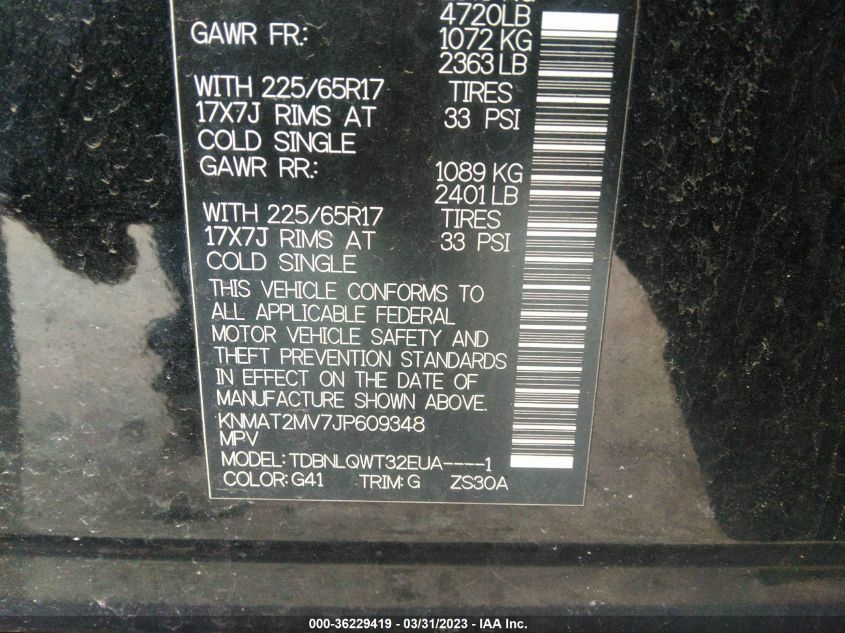 4720LB
GAWR FR: 1072 KG
2363 LB
WITH 225/65R17 TIRES
17X7J RIMS AT 33 PSI
COLD SINGLE
GAWR RR: 1089 KG
2401 LB
WITH 225/65R17 TIRES
17X7J RIMS AT 33 PSI
COLD SINGLE
THIS VEHICLE CONFORMS TO
ALL APPLICABLE FEDERAL
MOTOR VEHICLE SAFETY AND
THEFT PREVENTION STANDARDS
IN EFFECT ON THE DATE OF
MANUFACTURE SHOWN ABOVE.
KNMAT2MV7JP609348
MPV
MODEL: TDBNLQWT32EUA----1
COLOR: G41 TRIM: G ZS30A
000-36229419 - 03/31/2023 - IAA Inc.